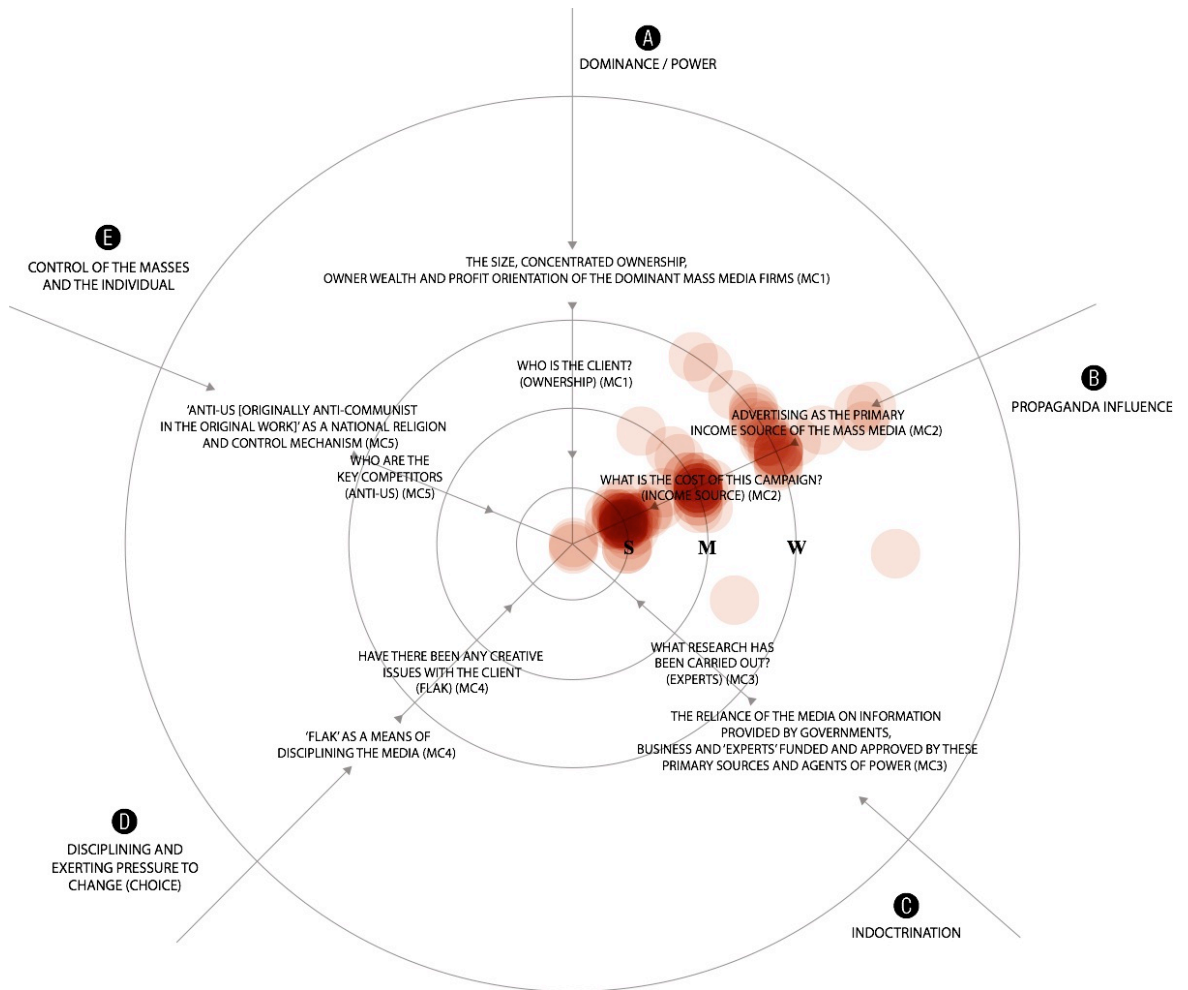 A
DOMINANCE / POWER
E
CONTROL OF THE MASSES
AND THE INDIVIDUAL
THE SIZE, CONCENTRATED OWNERSHIP,
OWNER WEALTH AND PROFIT ORIENTATION OF THE DOMINANT MASS MEDIA FIRMS (MC1)
WHO IS THE CLIENT?
(OWNERSHIP) (MC1)
B
PROPAGANDA INFLUENCE
'ANTI-US [ORIGINALLY ANTI-COMMUNIST
IN THE ORIGINAL WORK]' AS A NATIONAL RELIGION
AND CONTROL MECHANISM (MC5)
ADVERTISING AS THE PRIMARY
INCOME SOURCE OF THE MASS MEDIA (MC2)
WHO ARE THE
KEY COMPETITORS
(ANTI-US) (MC5)
WHAT IS THE COST OF THIS CAMPAIGN?
(INCOME SOURCE) (MC2)
S
M
W
HAVE THERE BEEN ANY CREATIVE
ISSUES WITH THE CLIENT
(FLAK) (MC4)
WHAT RESEARCH HAS
BEEN CARRIED OUT?
(EXPERTS) (MC3)
'FLAK' AS A MEANS OF
DISCIPLINING THE MEDIA (MC4)
THE RELIANCE OF THE MEDIA ON INFORMATION
PROVIDED BY GOVERNMENTS,
BUSINESS AND 'EXPERTS' FUNDED AND APPROVED BY THESE
PRIMARY SOURCES AND AGENTS OF POWER (MC3)
D
DISCIPLINING AND
EXERTING PRESSURE TO
CHANGE (CHOICE)
C
INDOCTRINATION